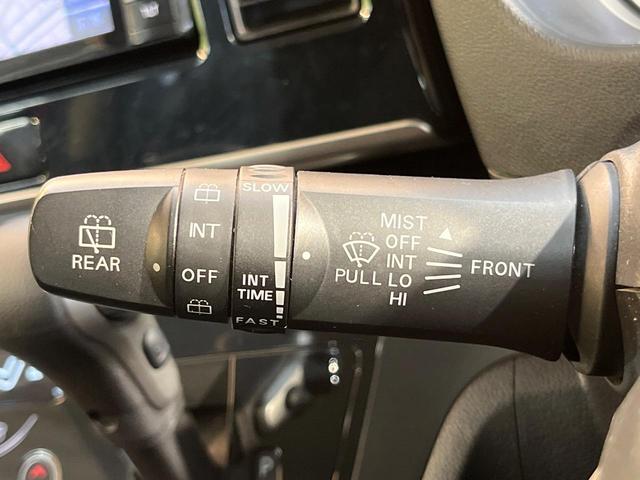 REAR
INT
OFF
SLOW
INT
TIME
FAST
MIST
OFF
INT
PULL LO
HI
FRONT